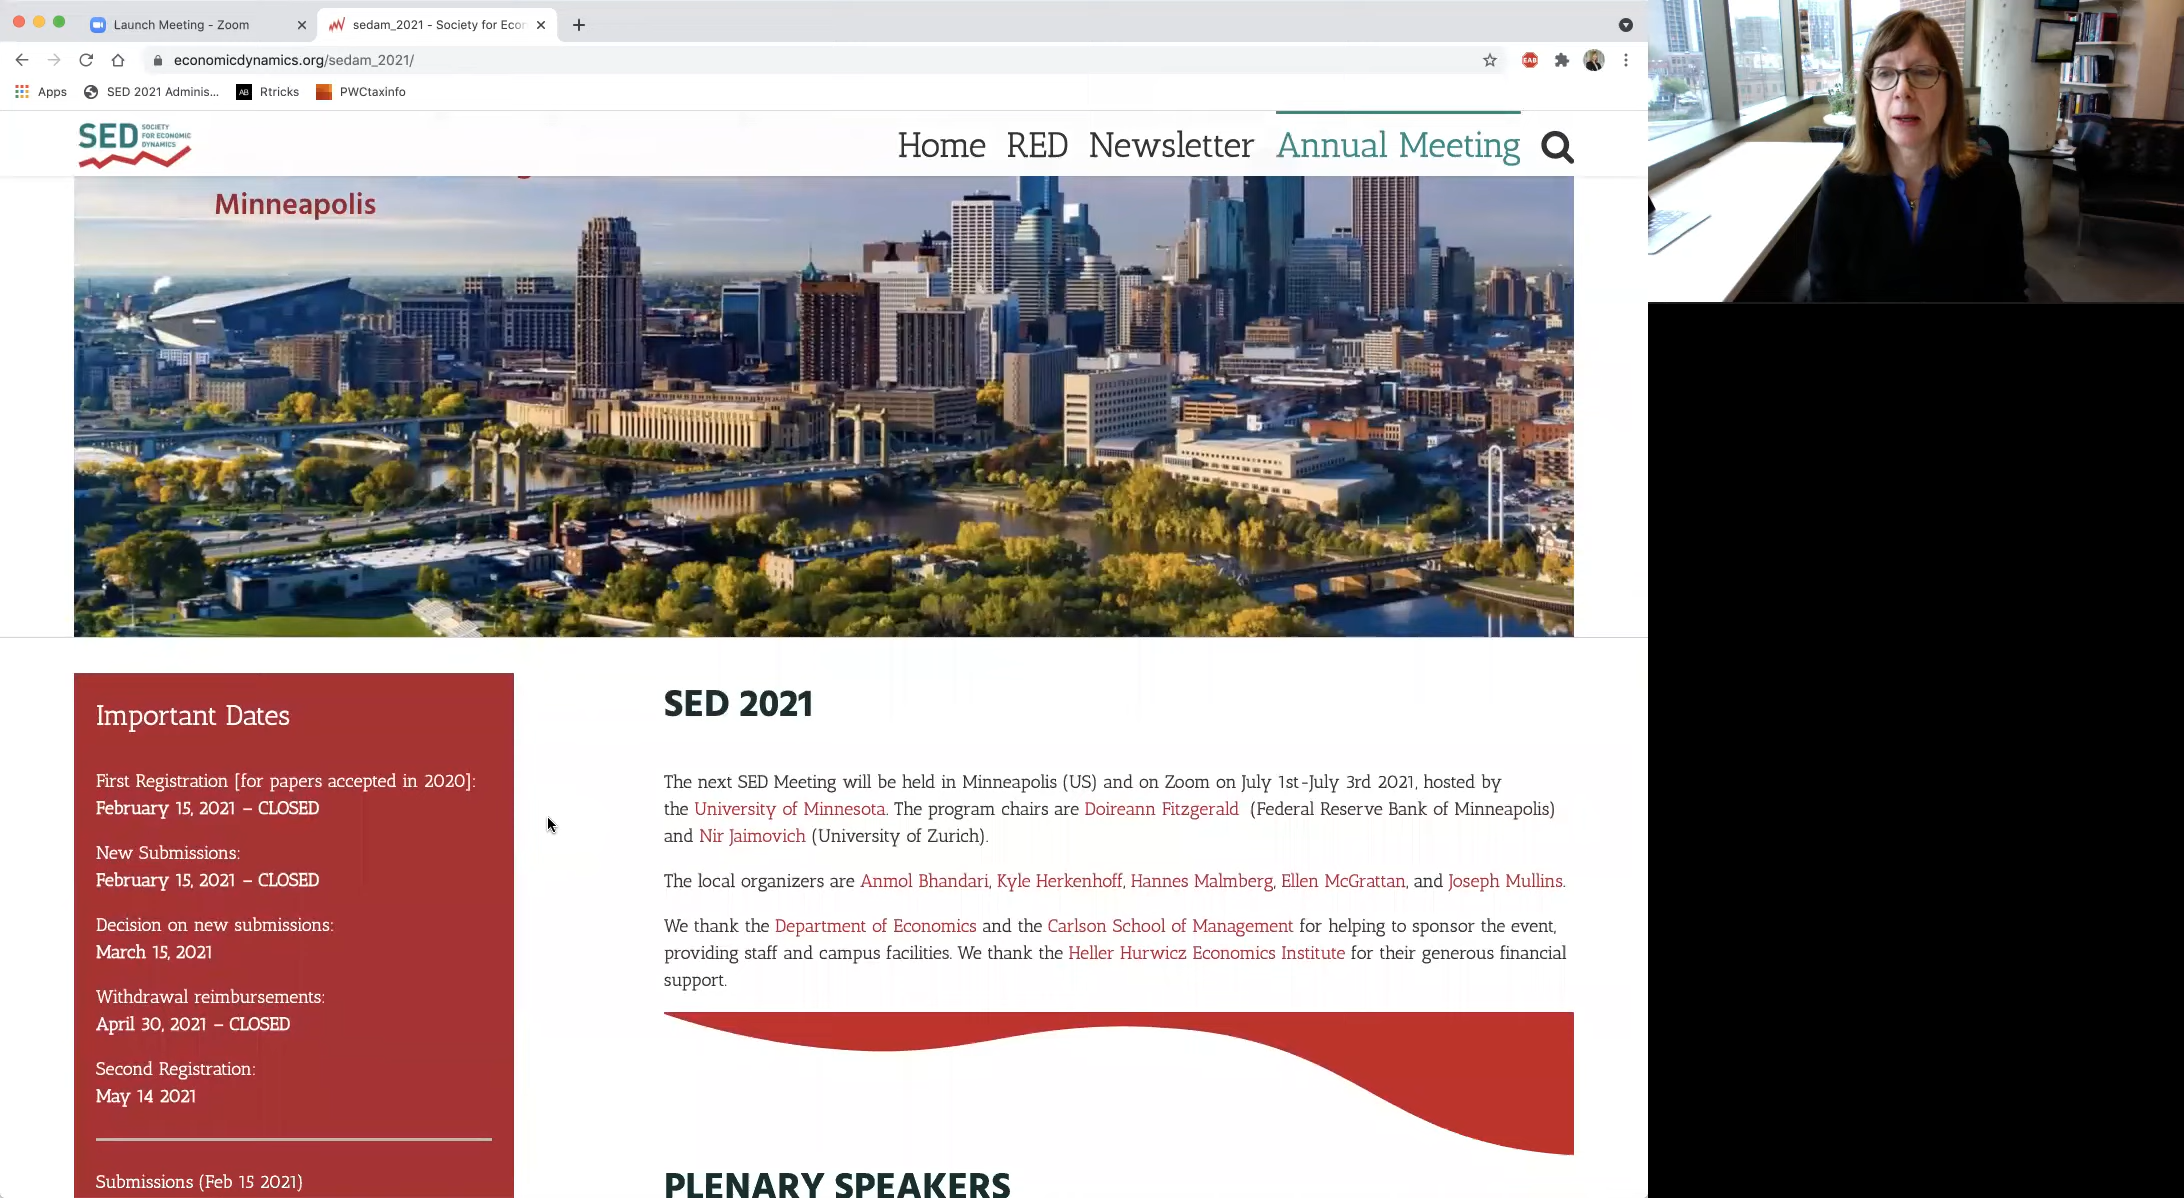 Launch Meeting - Zoom
sedam_2021 - Society for Econ
economicdynamics.org/sedam_2021/
EAB
Apps
SED 2021 Adminis...
AB
Rtricks
PWCtaxinfo
SED SOCIETY
FOR ECONOMIC
DYNAMICS
Home RED Newsletter Annual Meeting
Minneapolis
Important Dates
First Registration [for papers accepted in 2020]:
February 15, 2021 – CLOSED
New Submissions:
February 15, 2021 – CLOSED
Decision on new submissions:
March 15, 2021
Withdrawal reimbursements:
April 30, 2021 – CLOSED
Second Registration:
May 14 2021
Submissions (Feb 15 2021)
SED 2021
The next SED Meeting will be held in Minneapolis (US) and on Zoom on July 1st-July 3rd 2021, hosted by
the University of Minnesota. The program chairs are Doireann Fitzgerald (Federal Reserve Bank of Minneapolis)
and Nir Jaimovich (University of Zurich).
The local organizers are Anmol Bhandari, Kyle Herkenhoff, Hannes Malmberg, Ellen McGrattan, and Joseph Mullins.
We thank the Department of Economics and the Carlson School of Management for helping to sponsor the event,
providing staff and campus facilities. We thank the Heller Hurwicz Economics Institute for their generous financial
support.
PLENARY SPEAKERS